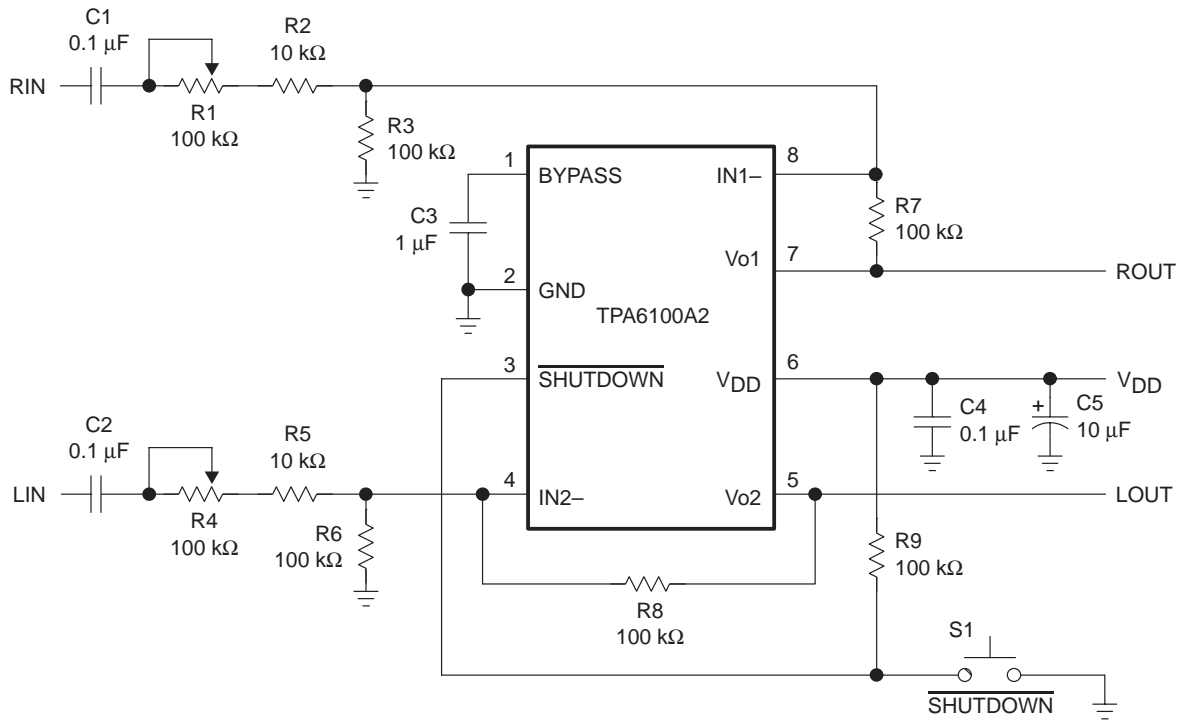 C1
0.1 μF
RIN
R1
100 kΩ
R2
10 kΩ
R3
100 kΩ
C3
1 μF
1
BYPASS
2
GND
TPA6100A2
3
SHUTDOWN
4
IN2–
8
IN1–
7
Vo1
6
VDD
5
Vo2
R7
100 kΩ
ROUT
VDD
C4
0.1 μF
+
C5
10 μF
LOUT
C2
0.1 μF
LIN
R4
100 kΩ
R5
10 kΩ
R6
100 kΩ
R8
100 kΩ
R9
100 kΩ
S1
SHUTDOWN